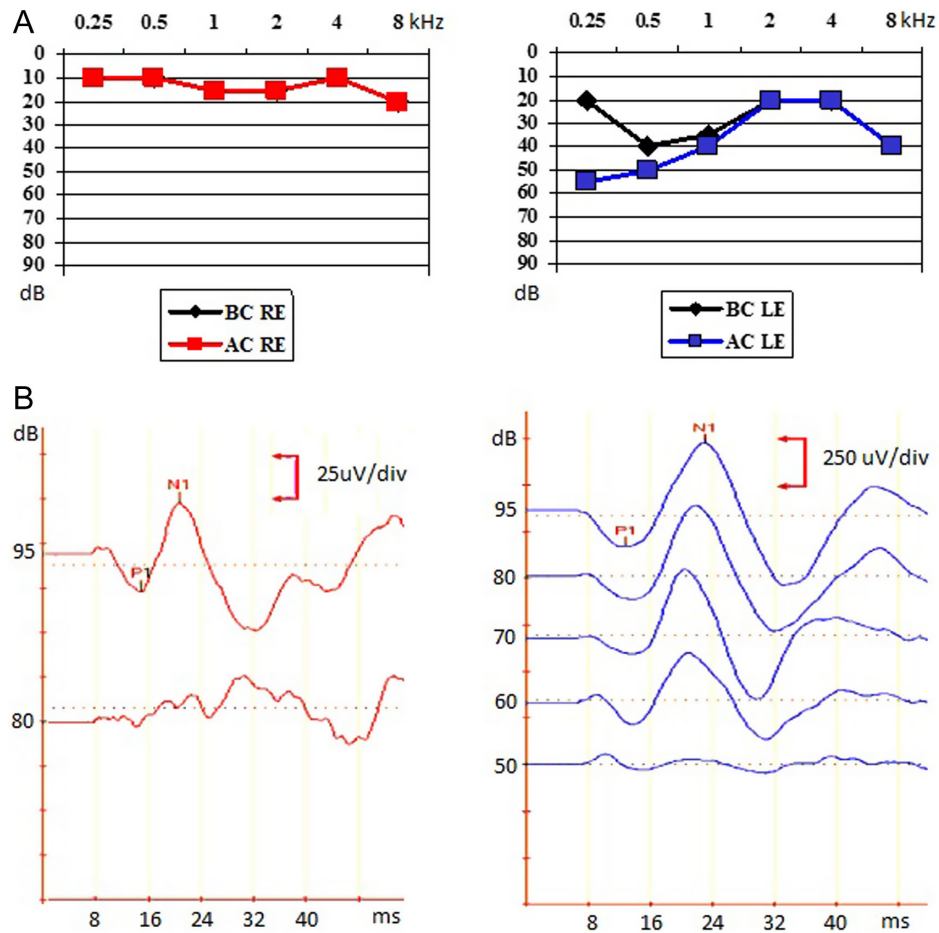 A
0.25 0.5 1 2 4 8 kHz
0
10
20
30
40
50
60
70
80
90
dB
BC RE
AC RE
0.25 0.5 1 2 4 8 kHz
0
10
20
30
40
50
60
70
80
90
dB
BC LE
AC LE
B
dB
N1
25uV/div
95
P1
80
8 16 24 32 40 ms
dB
N1
250 uV/div
95
P1
80
70
60
50
8 16 24 32 40 ms